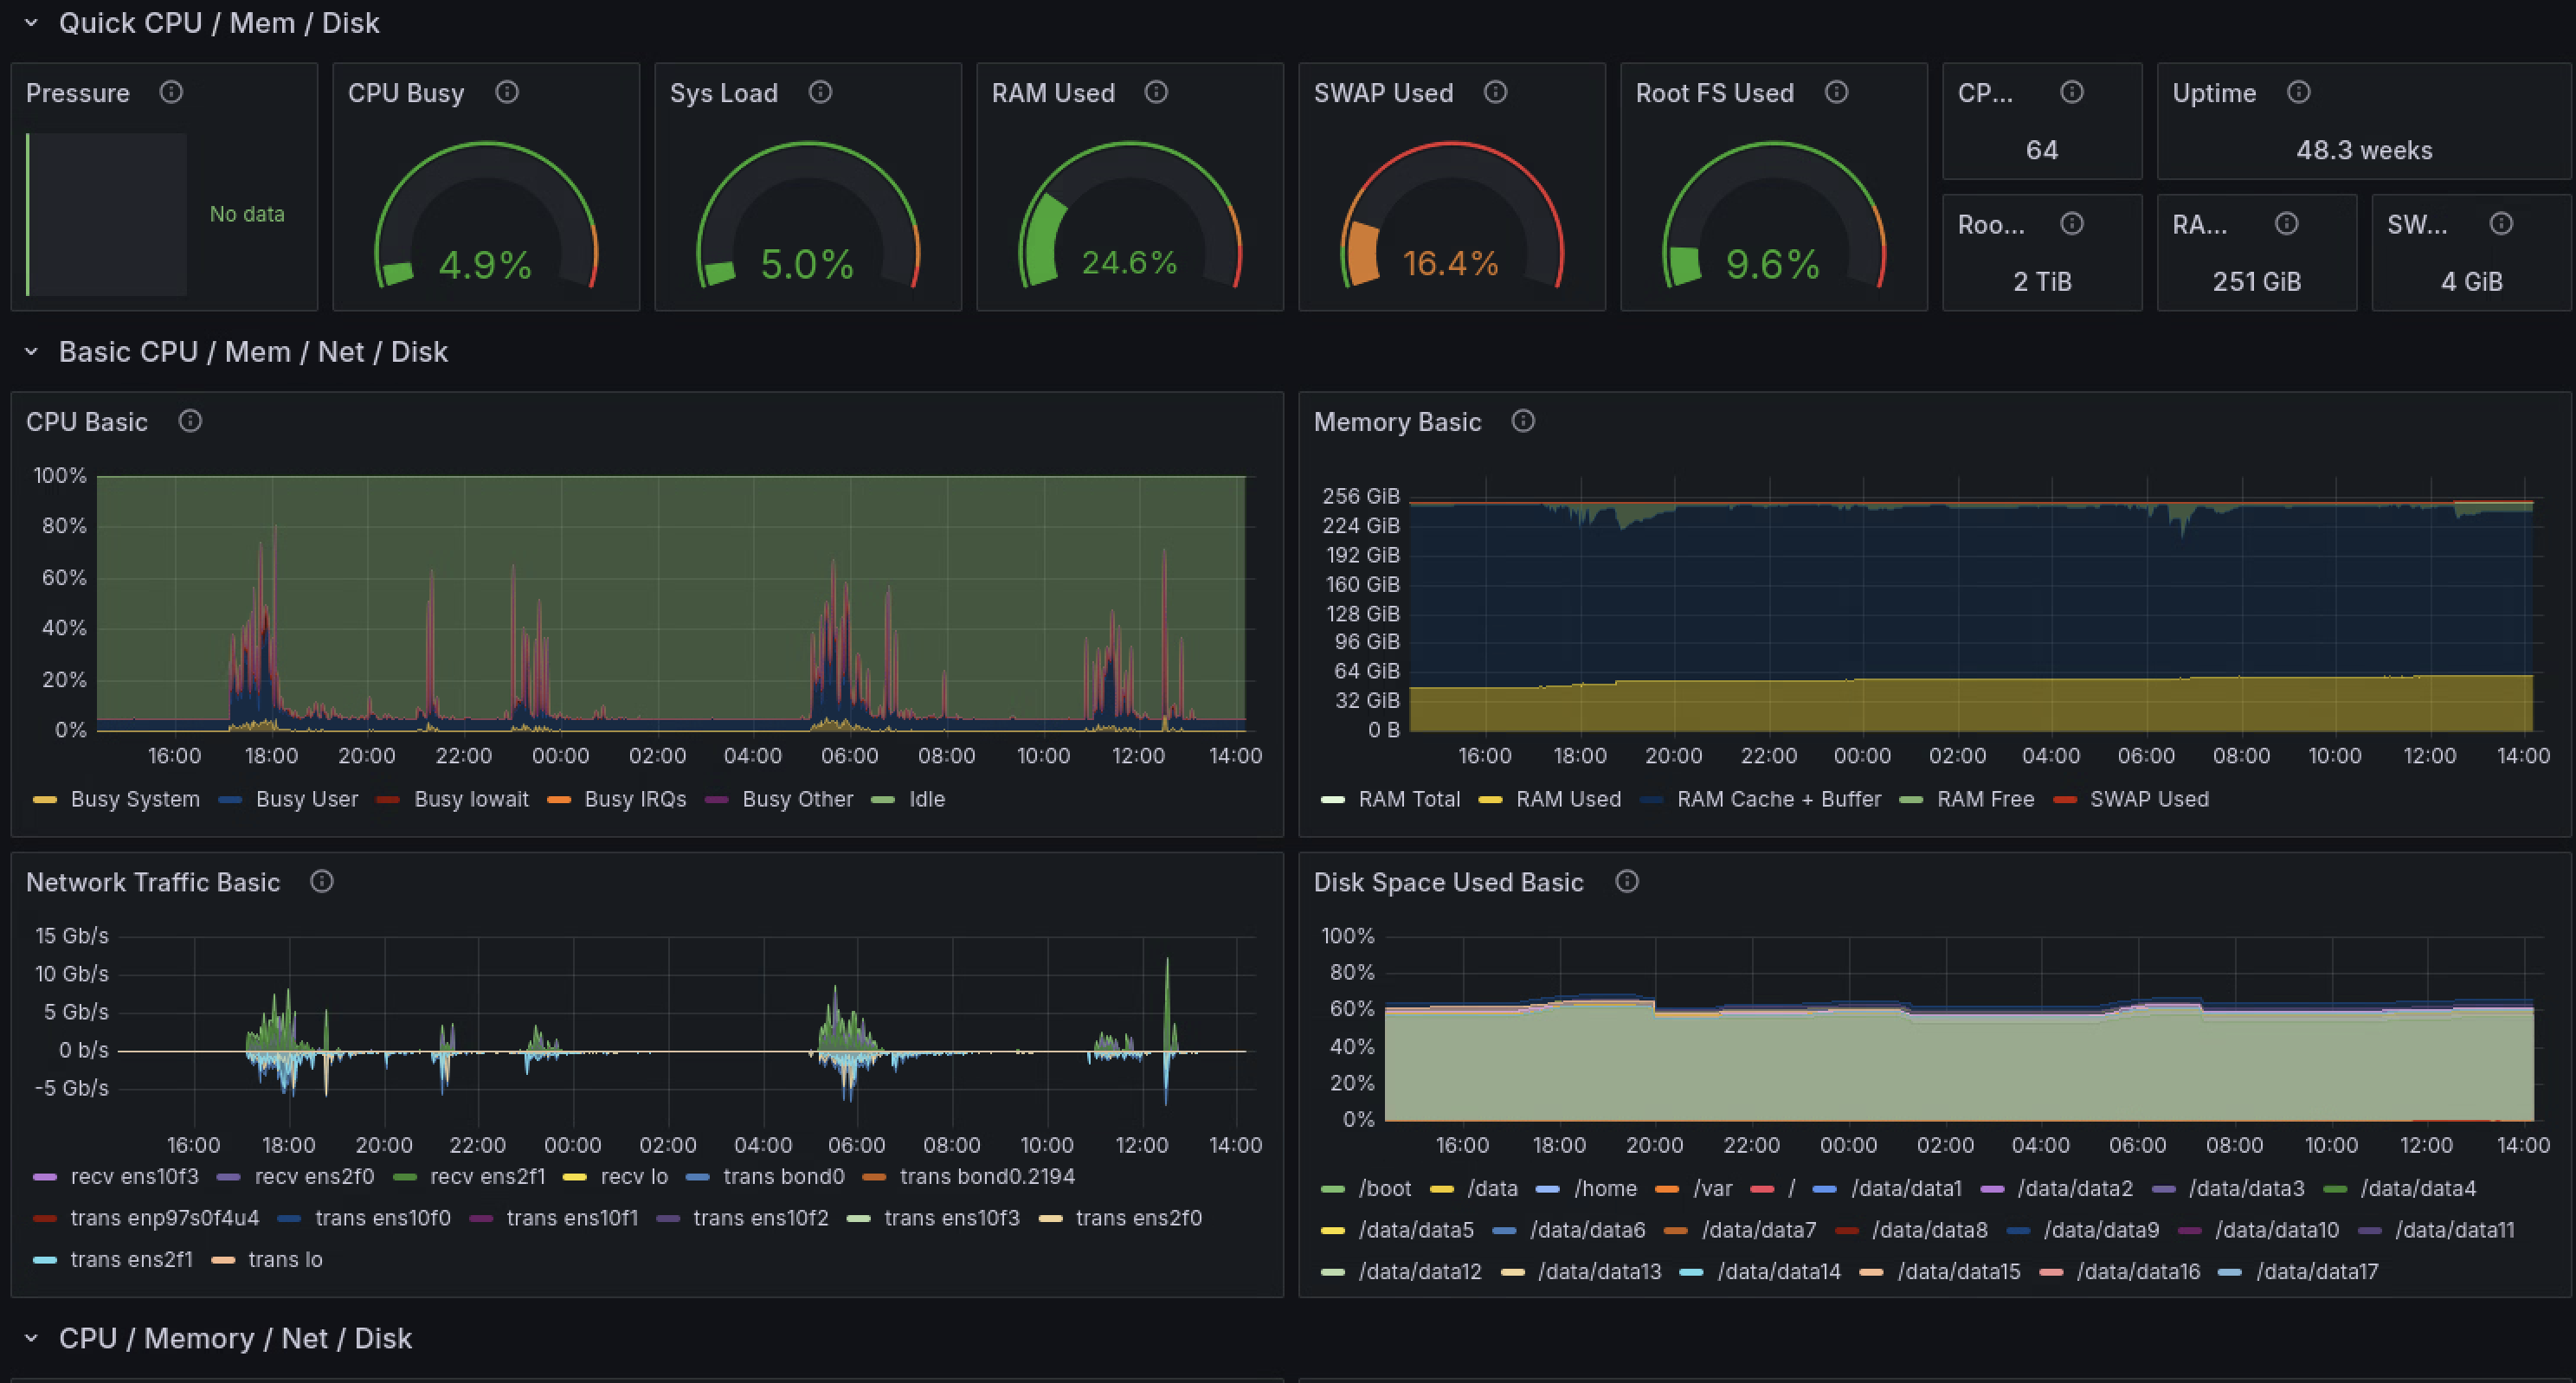 Quick CPU / Mem / Disk
Pressure
No data
CPU Busy
4.9%
Sys Load
5.0%
RAM Used
24.6%
SWAP Used
16.4%
Root FS Used
9.6%
CP...
64
Uptime
48.3 weeks
Roo...
2 TiB
RA...
251 GiB
SW...
4 GiB
Basic CPU / Mem / Net / Disk
CPU Basic
100%
80%
60%
40%
20%
0%
16:00 18:00 20:00 22:00 00:00 02:00 04:00 06:00 08:00 10:00 12:00 14:00
Busy System Busy User Busy Iowait Busy IRQs Busy Other Idle
Memory Basic
256 GiB
224 GiB
192 GiB
160 GiB
128 GiB
96 GiB
64 GiB
32 GiB
0 B
16:00 18:00 20:00 22:00 00:00 02:00 04:00 06:00 08:00 10:00 12:00 14:00
RAM Total RAM Used RAM Cache + Buffer RAM Free SWAP Used
Network Traffic Basic
15 Gb/s
10 Gb/s
5 Gb/s
0 b/s
-5 Gb/s
16:00 18:00 20:00 22:00 00:00 02:00 04:00 06:00 08:00 10:00 12:00 14:00
recv ens10f3 recv ens2f0 recv ens2f1 recv lo trans bond0 trans bond0.2194
trans enp97s0f4u4 trans ens10f0 trans ens10f1 trans ens10f2 trans ens10f3 trans ens2f0
trans ens2f1 trans lo
Disk Space Used Basic
100%
80%
60%
40%
20%
0%
16:00 18:00 20:00 22:00 00:00 02:00 04:00 06:00 08:00 10:00 12:00 14:00
/boot /data /home /var / /data/data1 /data/data2 /data/data3 /data/data4
/data/data5 /data/data6 /data/data7 /data/data8 /data/data9 /data/data10 /data/data11
/data/data12 /data/data13 /data/data14 /data/data15 /data/data16 /data/data17
CPU / Memory / Net / Disk